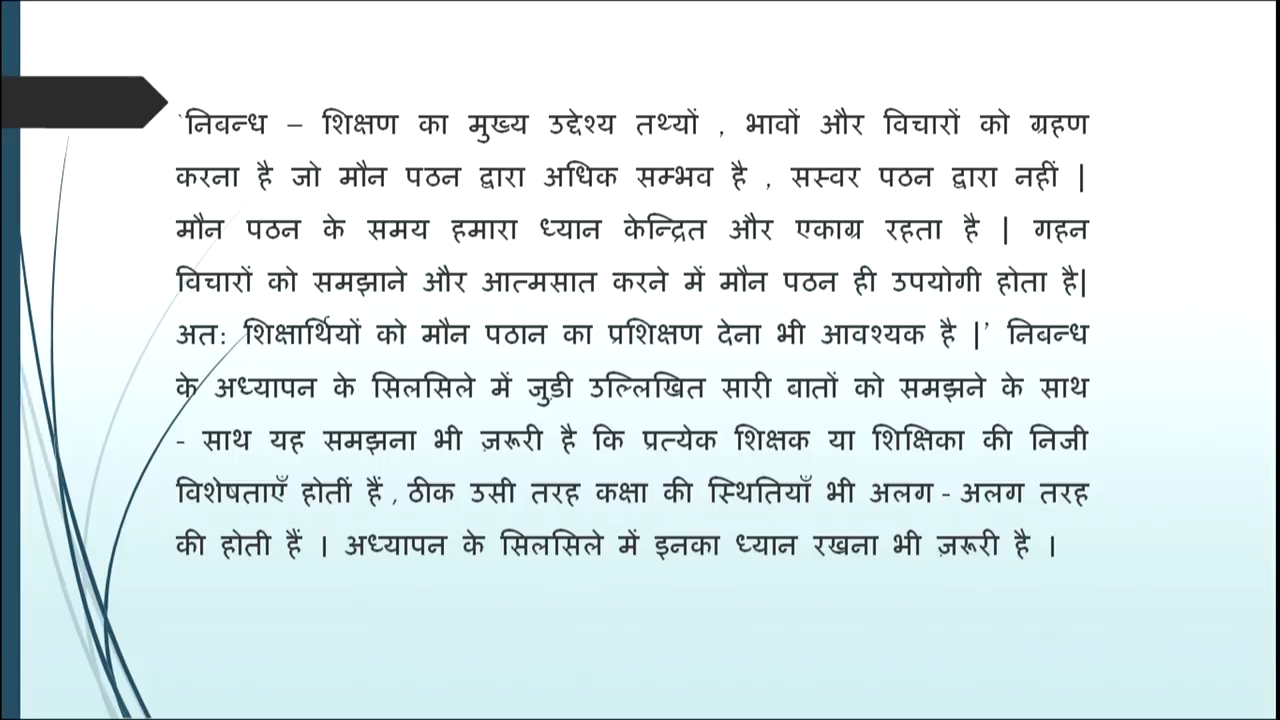 `निबन्ध – शिक्षण का मुख्य उद्देश्य तथ्यों , भावों और विचारों को ग्रहण
करना है जो मौन पठन द्वारा अधिक सम्भव है , सस्वर पठन द्वारा नहीं |
मौन पठन के समय हमारा ध्यान केन्द्रित और एकाग्र रहता है | गहन
विचारों को समझाने और आत्मसात करने में मौन पठन ही उपयोगी होता है|
अत: शिक्षार्थियों को मौन पठान का प्रशिक्षण देना भी आवश्यक है |’ निबन्ध
के अध्यापन के सिलसिले में जुडी उल्लिखित सारी बातों को समझने के साथ
- साथ यह समझना भी ज़रूरी है कि प्रत्येक शिक्षक या शिक्षिका की निजी
विशेषताएँ होतीं हैं , ठीक उसी तरह कक्षा की स्थितियाँ भी अलग - अलग तरह
की होती हैं । अध्यापन के सिलसिले में इनका ध्यान रखना भी ज़रूरी है ।